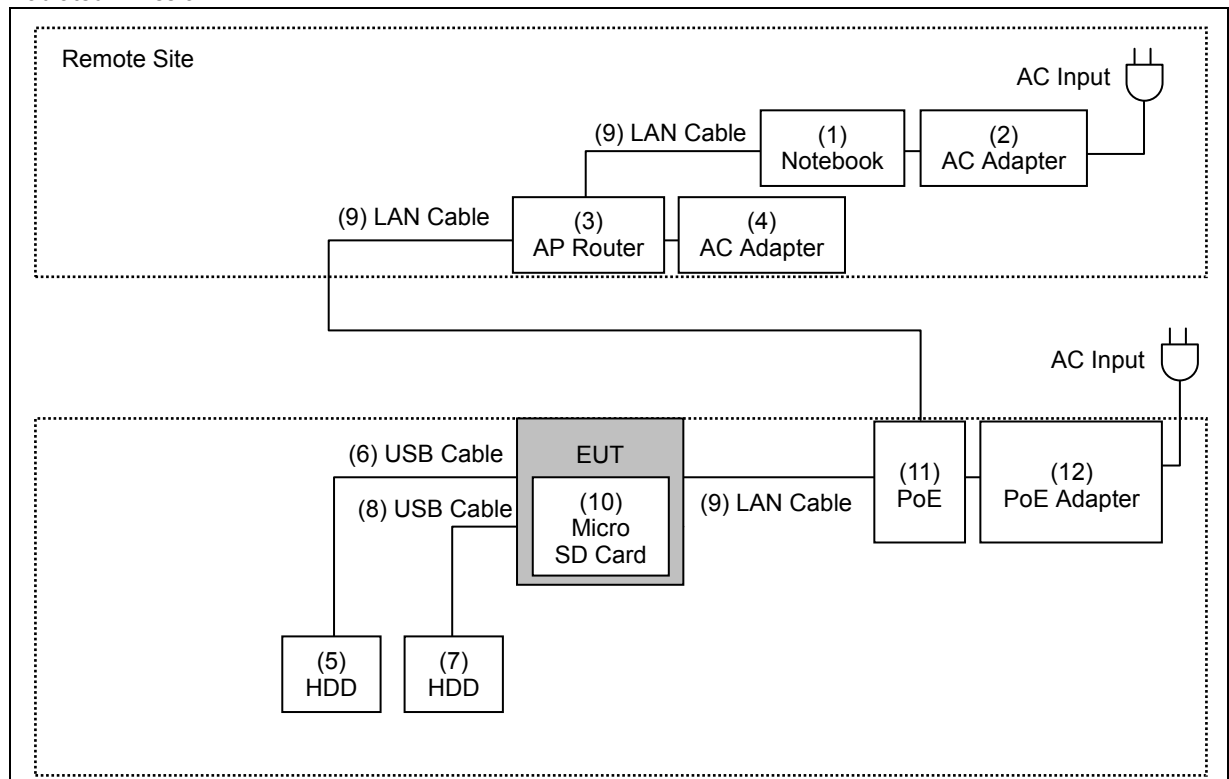 Remote Site
AC Input
(9) LAN Cable
(1)
Notebook
(2)
AC Adapter
(9) LAN Cable
(3)
AP Router
(4)
AC Adapter
AC Input
(6) USB Cable
EUT
(8) USB Cable
(10)
Micro
SD Card
(9) LAN Cable
(11)
PoE
(12)
PoE Adapter
(5)
HDD
(7)
HDD